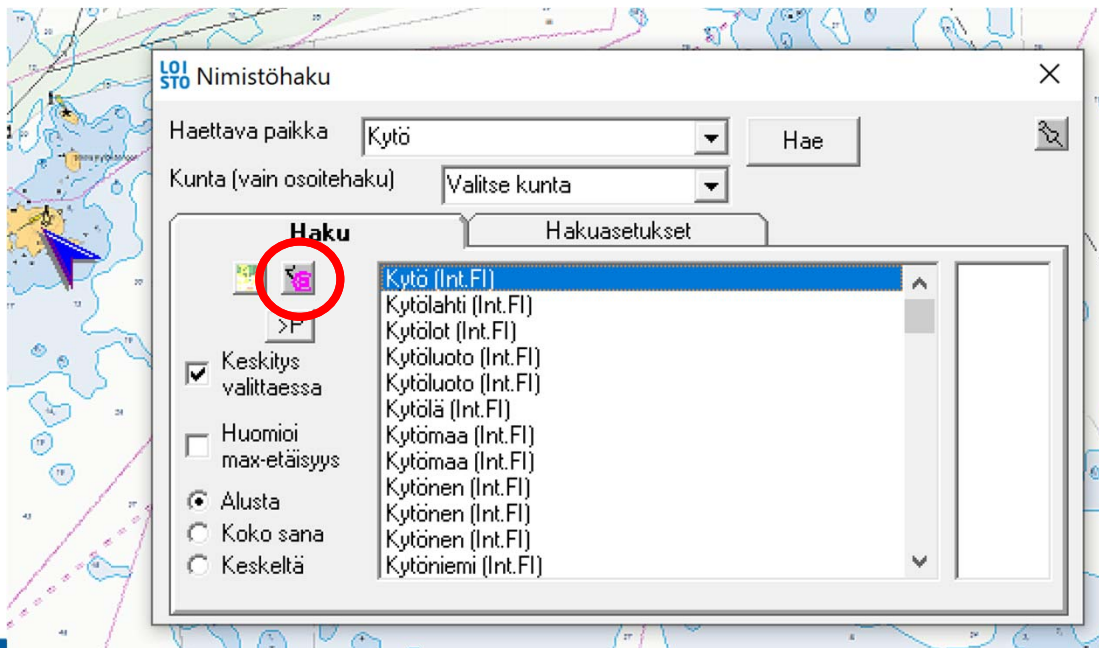 LOISTO Nimistöhaku
Haettava paikka Kytö Hae
Kunta (vain osoitehaku) Valitse kunta
Haku Hakuasetukset
>P
Keskitys
valittaessa
Huomioi
max-etäisyys
Alusta
Koko sana
Keskeltä
Kytö (Int.FI)
Kytölahti (Int.FI)
Kytölot (Int.FI)
Kytöluoto (Int.FI)
Kytöluoto (Int.FI)
Kytölä (Int.FI)
Kytömaa (Int.FI)
Kytömaa (Int.FI)
Kytönen (Int.FI)
Kytönen (Int.FI)
Kytönen (Int.FI)
Kytöniemi (Int.FI)